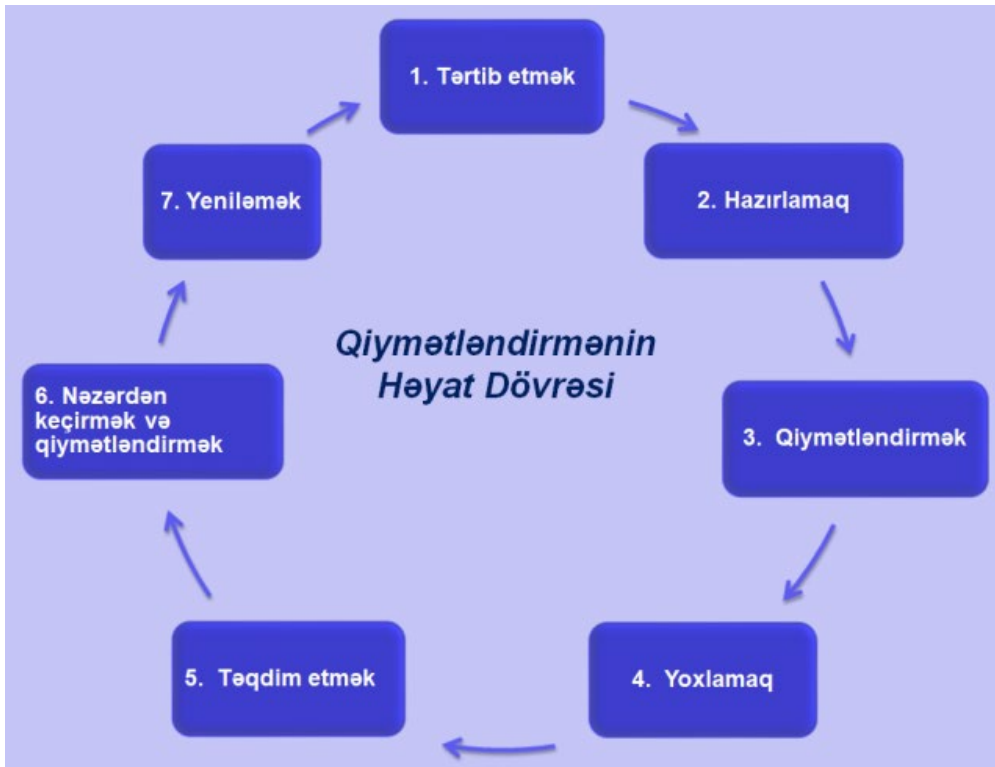 1. Tərtib etmək
2. Hazırlamaq
3. Qiymətləndirmək
4. Yoxlamaq
5. Təqdim etmək
6. Nəzərdən
keçirmək və
qiymətləndirmək
7. Yeniləmək
Qiymətləndirmənin
Həyat Dövrəsi